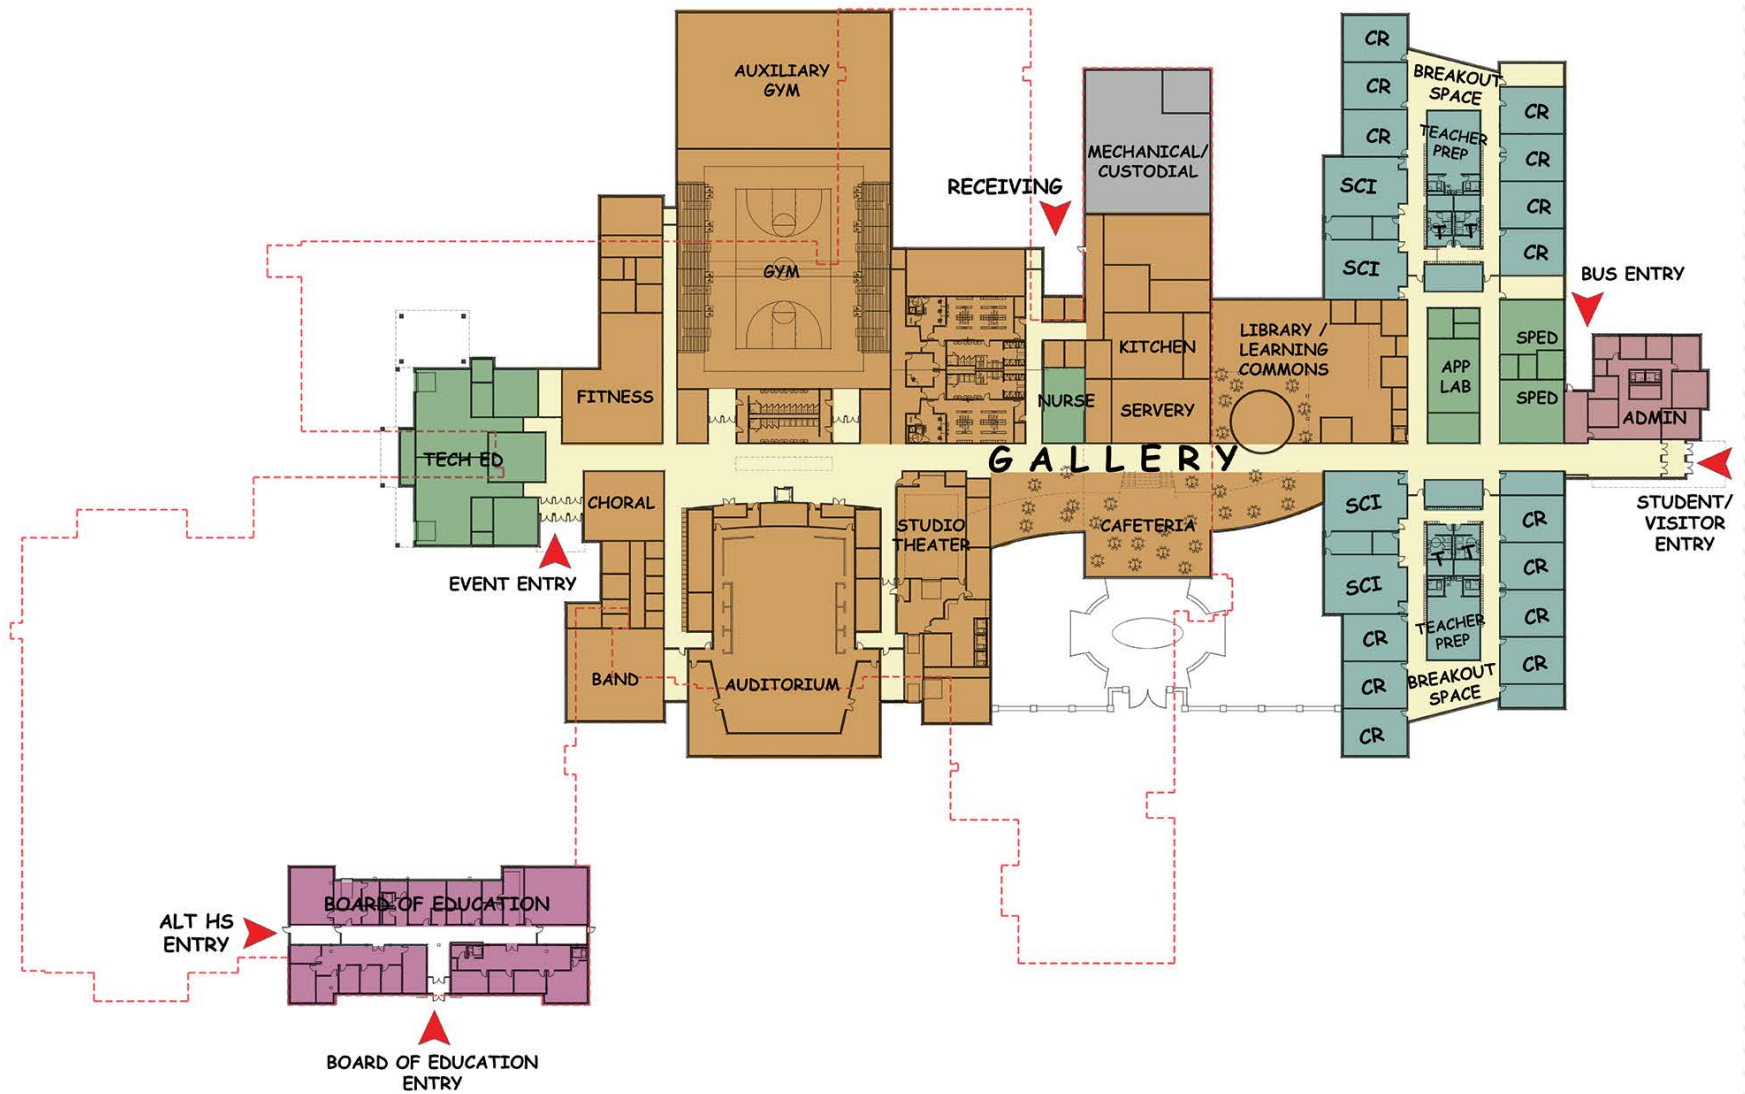 AUXILIARY
GYM
GYM
FITNESS
TECH ED
CHORAL
EVENT ENTRY
BAND
AUDITORIUM
STUDIO
THEATER
RECEIVING
MECHANICAL/
CUSTODIAL
KITCHEN
NURSE
SERVERY
GALLERY
CAFETERIA
LIBRARY /
LEARNING
COMMONS
CR
CR
CR
SCI
SCI
BREAKOUT
SPACE
TEACHER
PREP
T
T
CR
CR
CR
CR
BUS ENTRY
APP
LAB
SPED
SPED
ADMIN
STUDENT/
VISITOR
ENTRY
SCI
SCI
CR
CR
CR
T
T
TEACHER
PREP
BREAKOUT
SPACE
CR
CR
CR
CR
BOARD OF EDUCATION
ALT HS
ENTRY
BOARD OF EDUCATION
ENTRY